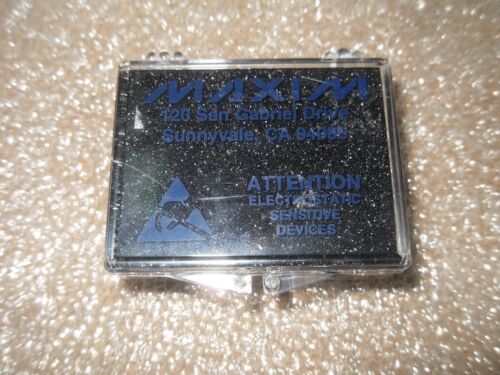 MAXIM
120 San Gabriel Drive
Sunnyvale, CA 94086
ATTENTION
ELECTROSTATIC
SENSITIVE
DEVICES